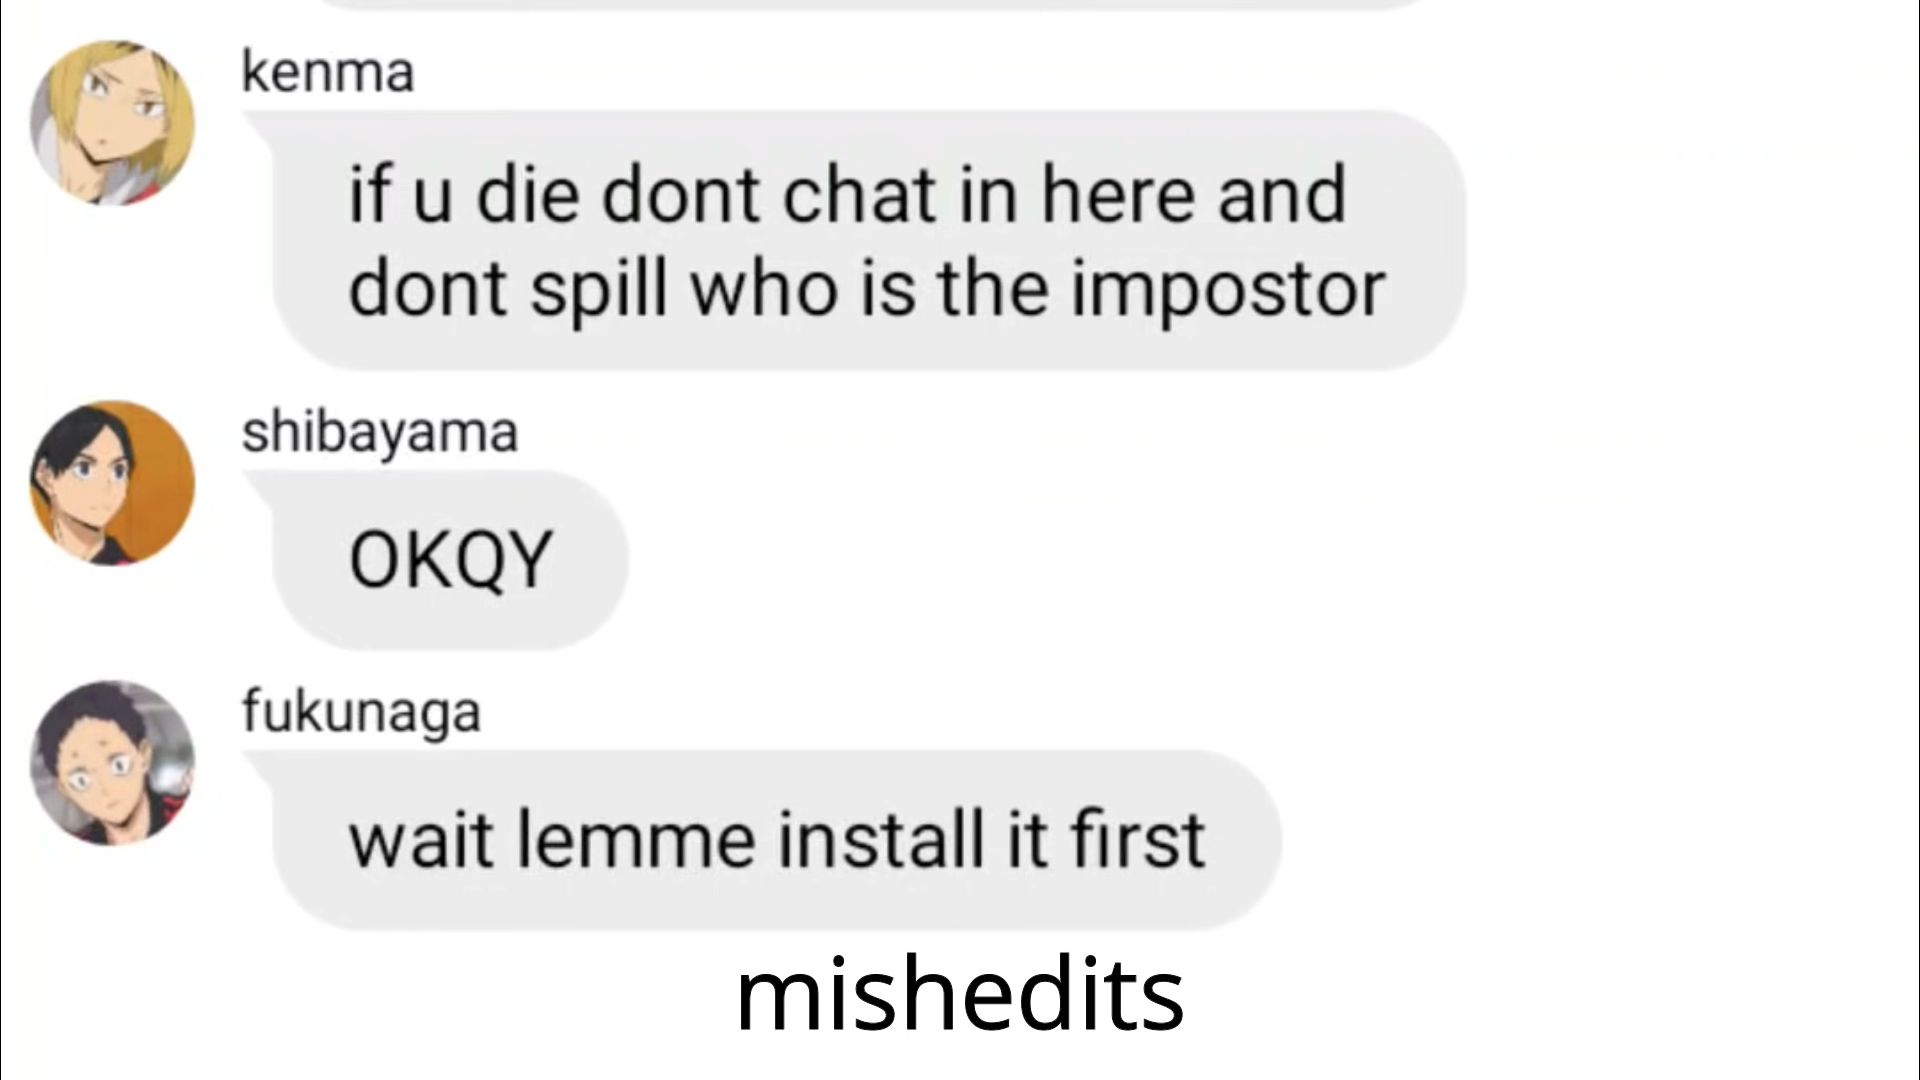 kenma
if u die dont chat in here and
dont spill who is the impostor
shibayama
OKQY
fukunaga
wait lemme install it first
mishedits